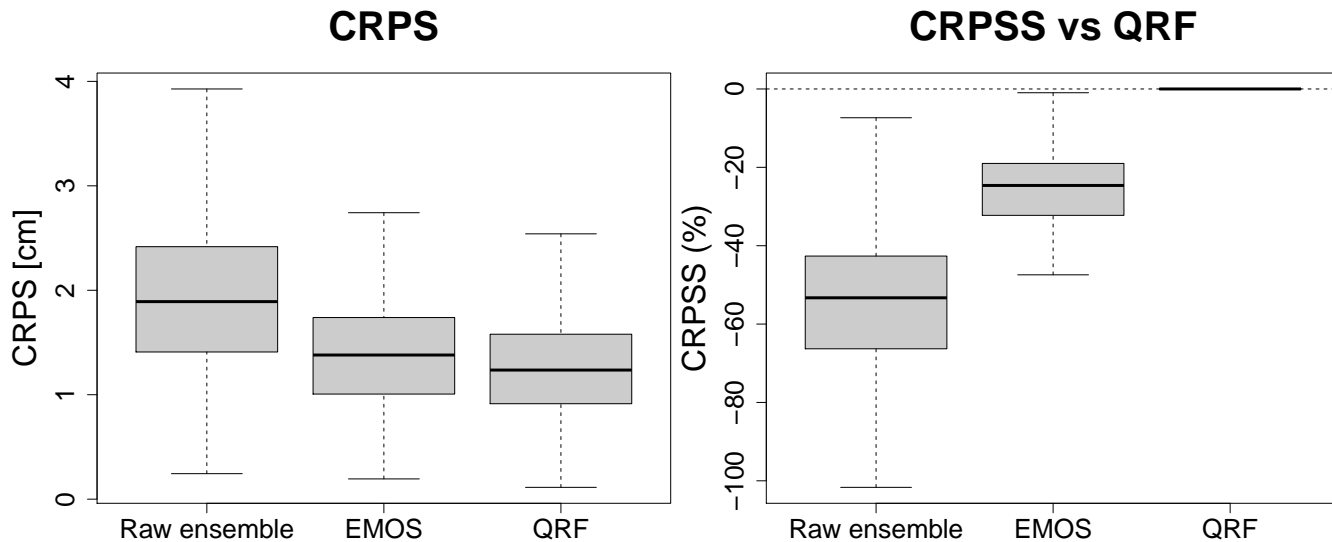 CRPS
CRPS [cm]
4
3
2
1
0
Raw ensemble EMOS QRF
CRPSS vs QRF
CRPSS (%)
0
−20
−40
−60
−80
−100
Raw ensemble EMOS QRF